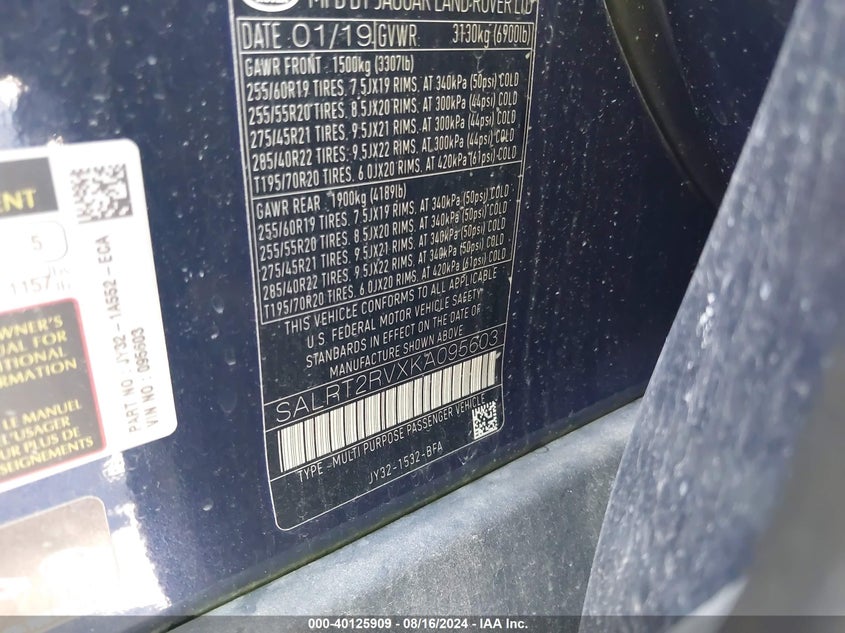 MFD BY JAGUAR LAND-ROVER LTD
DATE 01/19 GVWR 3130kg (6900lb)
GAWR FRONT 1500kg (3307lb)
255/60R19 TIRES, 7.5JX19 RIMS, AT 340kPa (50psi) COLD
255/55R20 TIRES, 8.5JX20 RIMS, AT 300kPa (44psi) COLD
275/45R21 TIRES, 9.5JX21 RIMS, AT 300kPa (44psi) COLD
285/40R22 TIRES, 9.5JX22 RIMS, AT 300kPa (44psi) COLD
T195/70R20 TIRES, 6.0JX20 RIMS, AT 420kPa (61psi) COLD
GAWR REAR 1900kg (4189lb)
255/60R19 TIRES, 7.5JX19 RIMS, AT 340kPa (50psi) COLD
255/55R20 TIRES, 8.5JX20 RIMS, AT 340kPa (50psi) COLD
275/45R21 TIRES, 9.5JX21 RIMS, AT 340kPa (50psi) COLD
285/40R22 TIRES, 9.5JX22 RIMS, AT 340kPa (50psi) COLD
T195/70R20 TIRES, 6.0JX20 RIMS, AT 420kPa (61psi) COLD
THIS VEHICLE CONFORMS TO ALL APPLICABLE
U.S. FEDERAL MOTOR VEHICLE SAFETY
STANDARDS IN EFFECT ON THE DATE OF
MANUFACTURE SHOWN ABOVE
SALRT2RVXKA095603
TYPE -MULTI PURPOSE PASSENGER VEHICLE
JY32-1532-BFA
5
1157
OWNER'S
FOR
LE MANUEL
L'USAGER
POUR PLUS DE
PART NO: JY32 - 1A552 - ECA
VIN NO: 095603
000-40125909 - 08/16/2024 - IAA Inc.